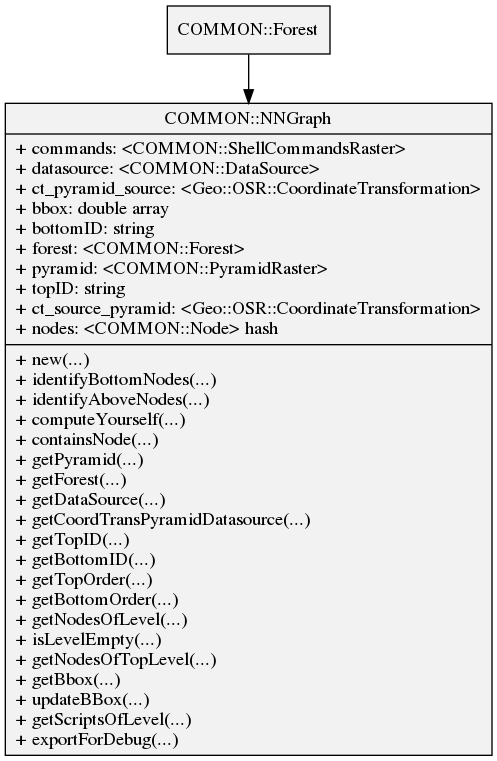 COMMON::Forest
COMMON::NNGraph
+ commands: <COMMON::ShellCommandsRaster>
+ datasource: <COMMON::DataSource>
+ ct_pyramid_source: <Geo::OSR::CoordinateTransformation>
+ bbox: double array
+ bottomID: string
+ forest: <COMMON::Forest>
+ pyramid: <COMMON::PyramidRaster>
+ topID: string
+ ct_source_pyramid: <Geo::OSR::CoordinateTransformation>
+ nodes: <COMMON::Node> hash
+ new(...)
+ identifyBottomNodes(...)
+ identifyAboveNodes(...)
+ computeYourself(...)
+ containsNode(...)
+ getPyramid(...)
+ getForest(...)
+ getDataSource(...)
+ getCoordTransPyramidDatasource(...)
+ getTopID(...)
+ getBottomID(...)
+ getTopOrder(...)
+ getBottomOrder(...)
+ getNodesOfLevel(...)
+ isLevelEmpty(...)
+ getNodesOfTopLevel(...)
+ getBbox(...)
+ updateBBox(...)
+ getScriptsOfLevel(...)
+ exportForDebug(...)